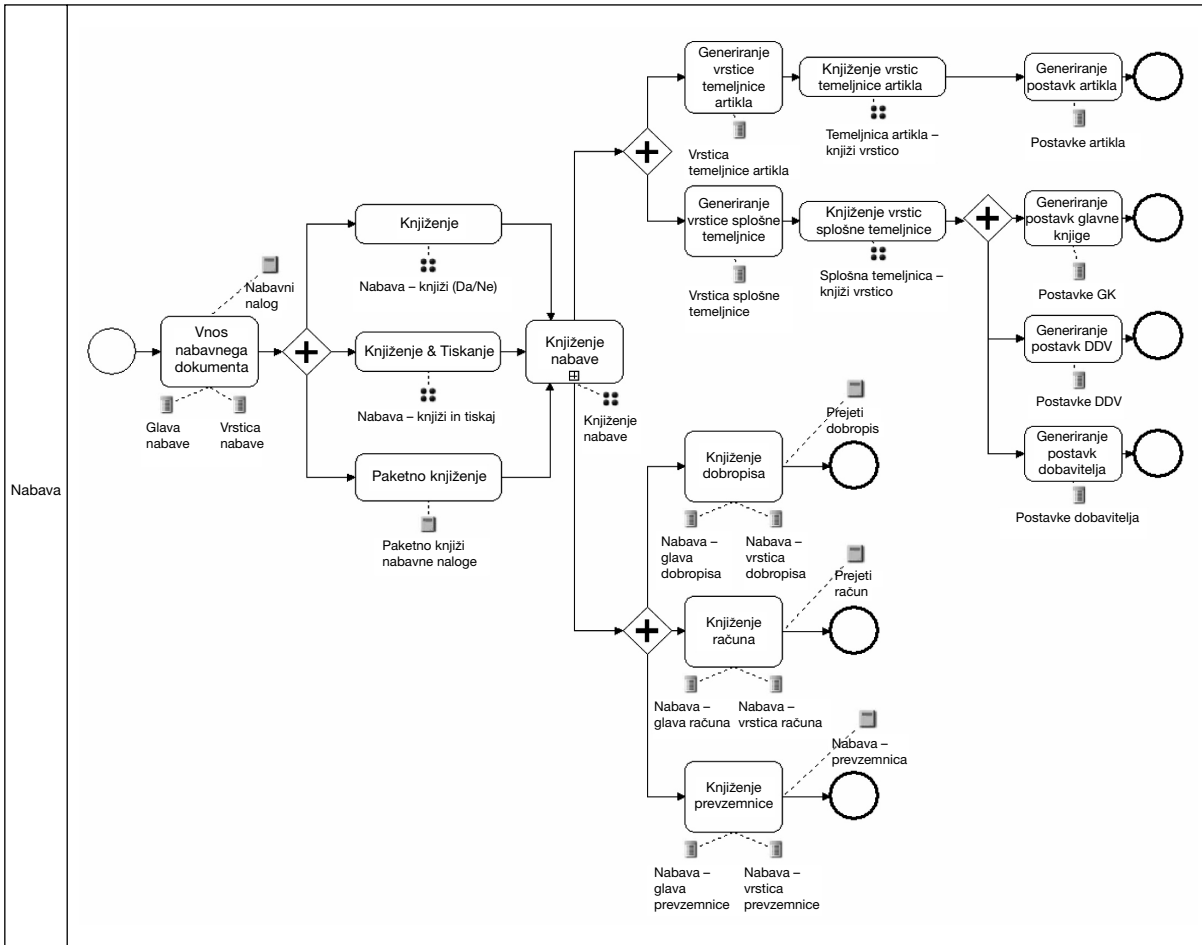 Nabava
Nabavni
nalog
Vnos
nabavnega
dokumenta
Glava
nabave
Vrstica
nabave
Knjiženje
Nabava – knjiži (Da/Ne)
Knjiženje & Tiskanje
Nabava – knjiži in tiskaj
Paketno knjiženje
Paketno knjiži
nabavne naloge
Knjiženje
nabave
Knjiženje
nabave
Generiranje
vrstice
temeljnice
artikla
Vrstica
temeljnice artikla
Knjiženje vrstic
temeljnice artikla
Temeljnica artikla –
knjiži vrstico
Generiranje
postavk artikla
Postavke artikla
Generiranje
vrstice splošne
temeljnice
Vrstica splošne
temeljnice
Knjiženje vrstic
splošne temeljnice
Splošna temeljnica –
knjiži vrstico
Generiranje
postavk glavne
knjige
Postavke GK
Generiranje
postavk DDV
Postavke DDV
Generiranje
postavk
dobavitelja
Postavke dobavitelja
Knjiženje
dobropisa
Prejeti
dobropis
Nabava –
glava
dobropisa
Nabava –
vrstica
dobropisa
Knjiženje
računa
Prejeti
račun
Nabava –
glava računa
Nabava –
vrstica računa
Knjiženje
prevzemnice
Nabava –
prevzemnica
Nabava –
glava
prevzemnice
Nabava –
vrstica
prevzemnice